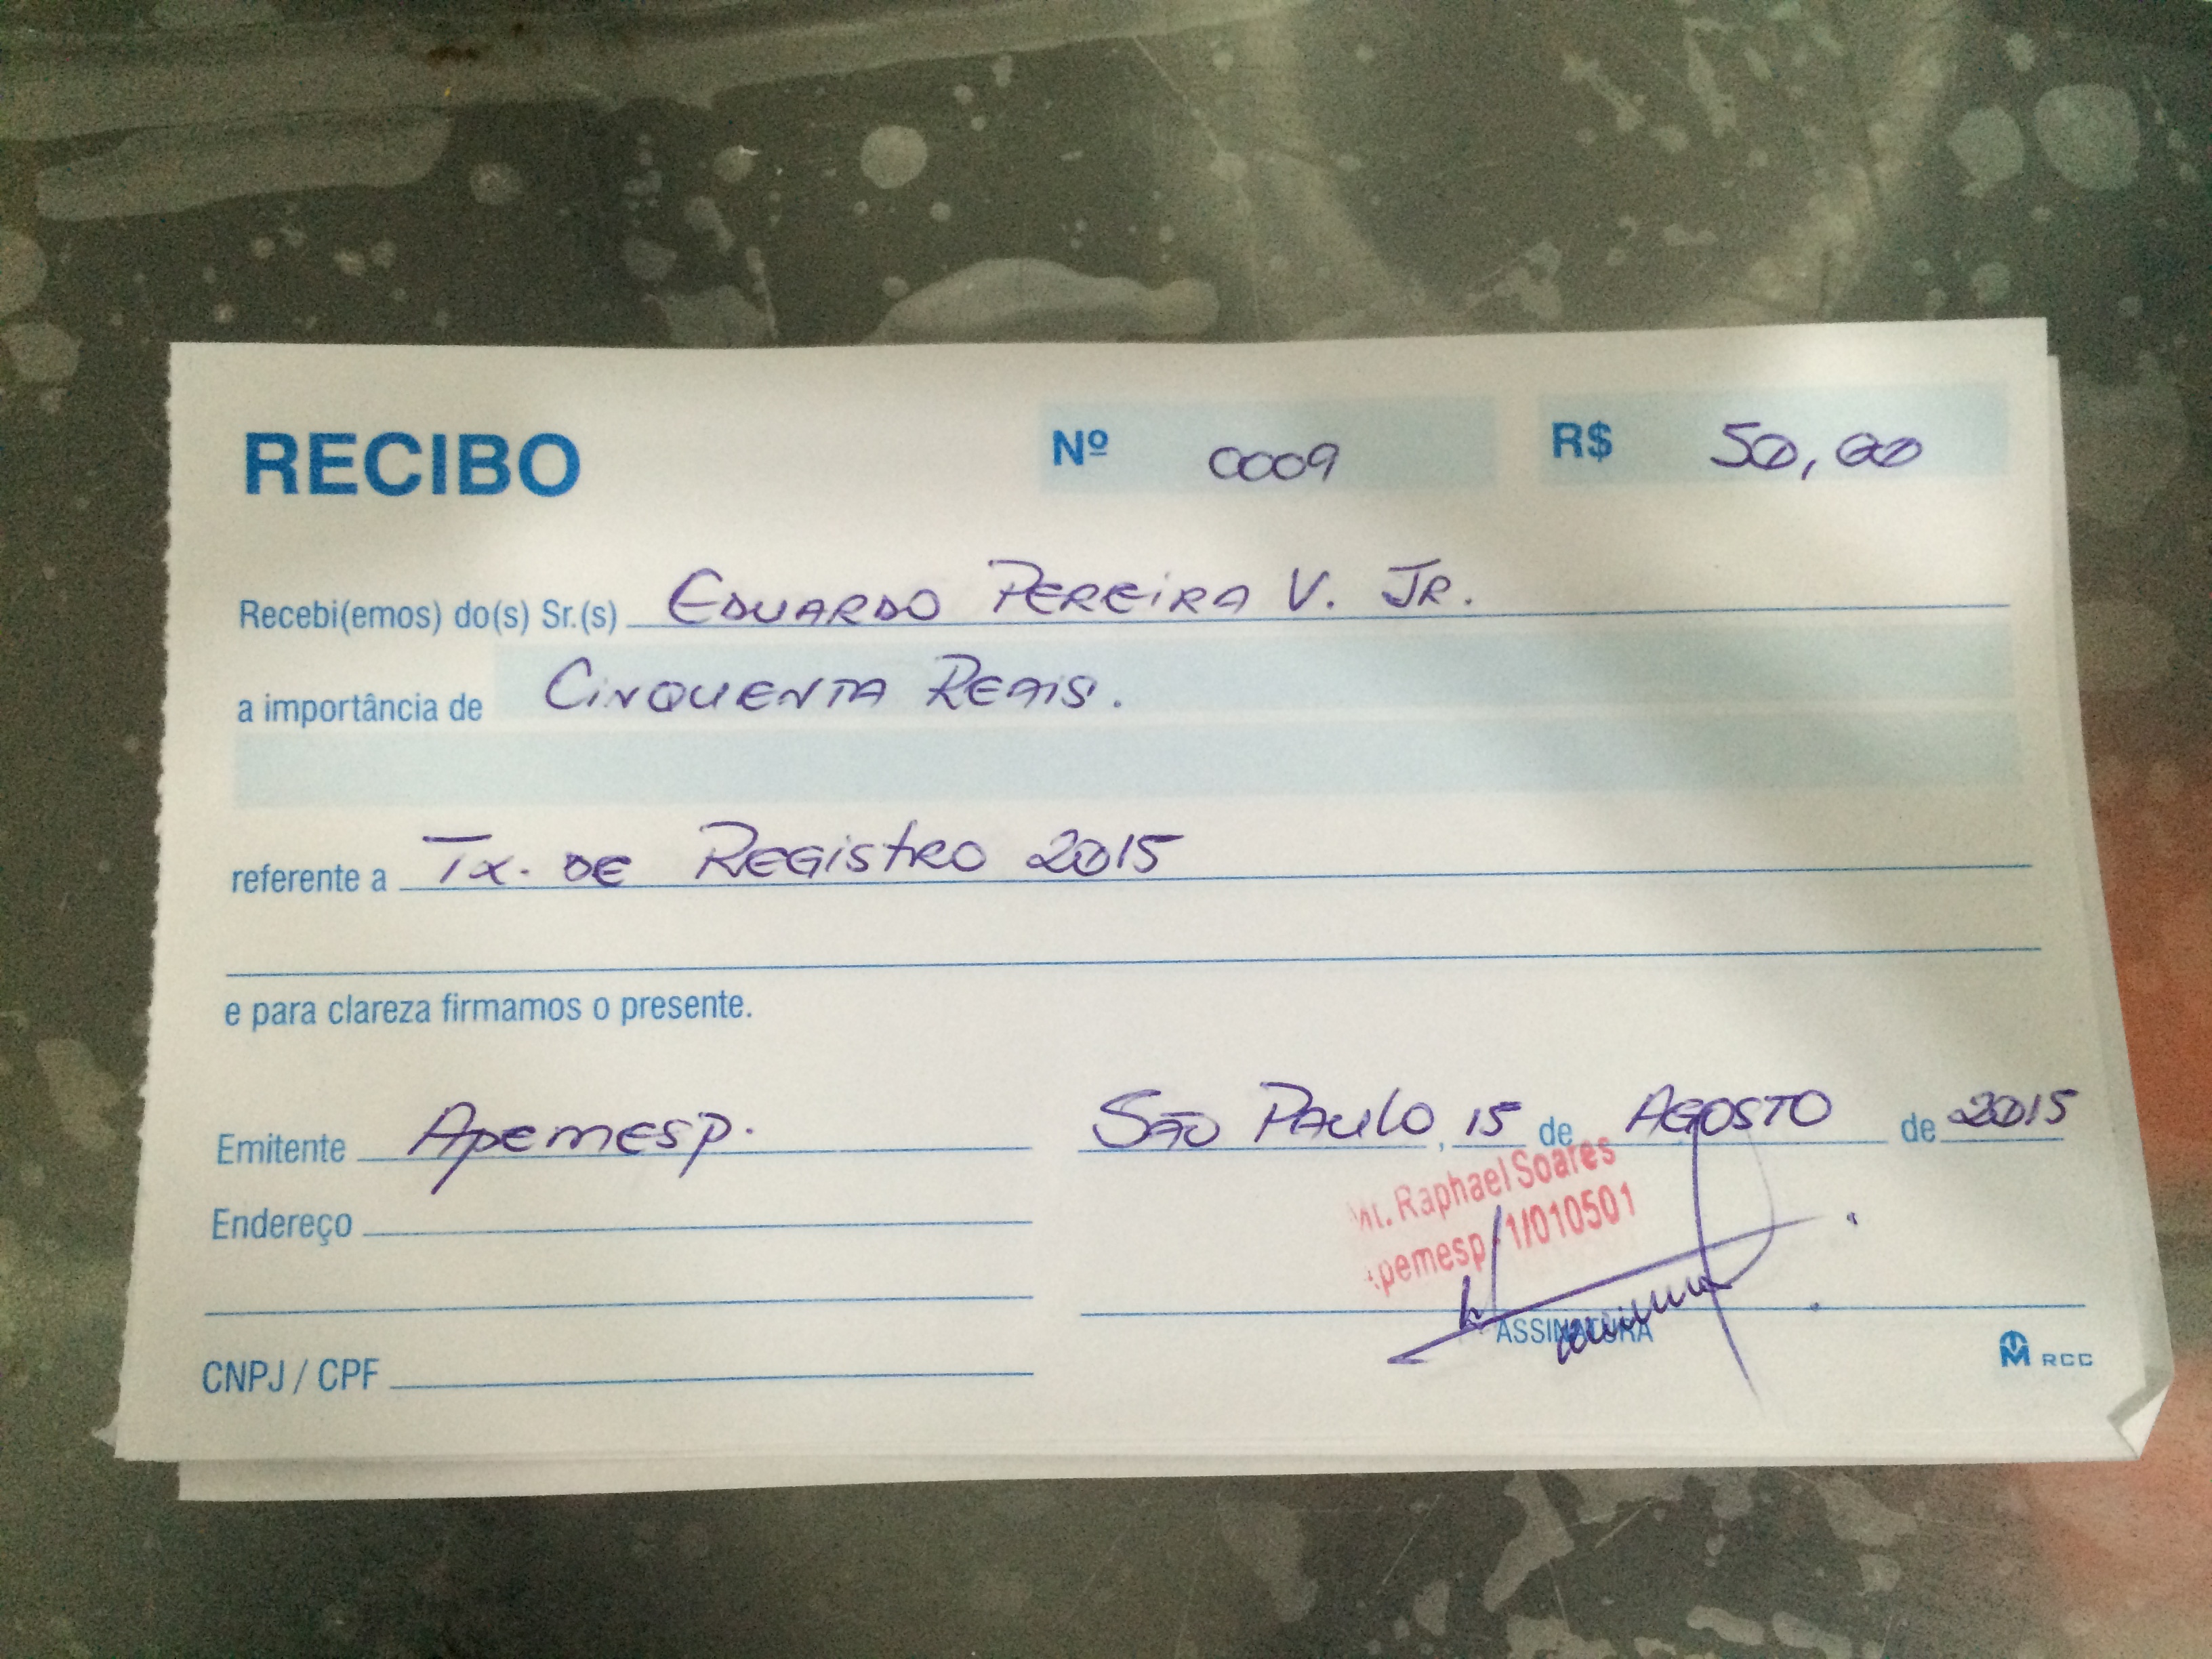 RECIBO Nº 0009 R$ 50,00
Recebi(emos) do(s) Sr.(s) EDUARDO PEREIRA V. JR.
a importância de CINQUENTA REAIS.
referente a Tx. DE REGISTRO 2015
e para clareza firmamos o presente.
Emitente Apemesp. SÃO PAULO, 15 de AGOSTO de 2015
Raphael Soares
Endereço
pemesp 1/010501
ASSINATURA
CNPJ / CPF
RCC